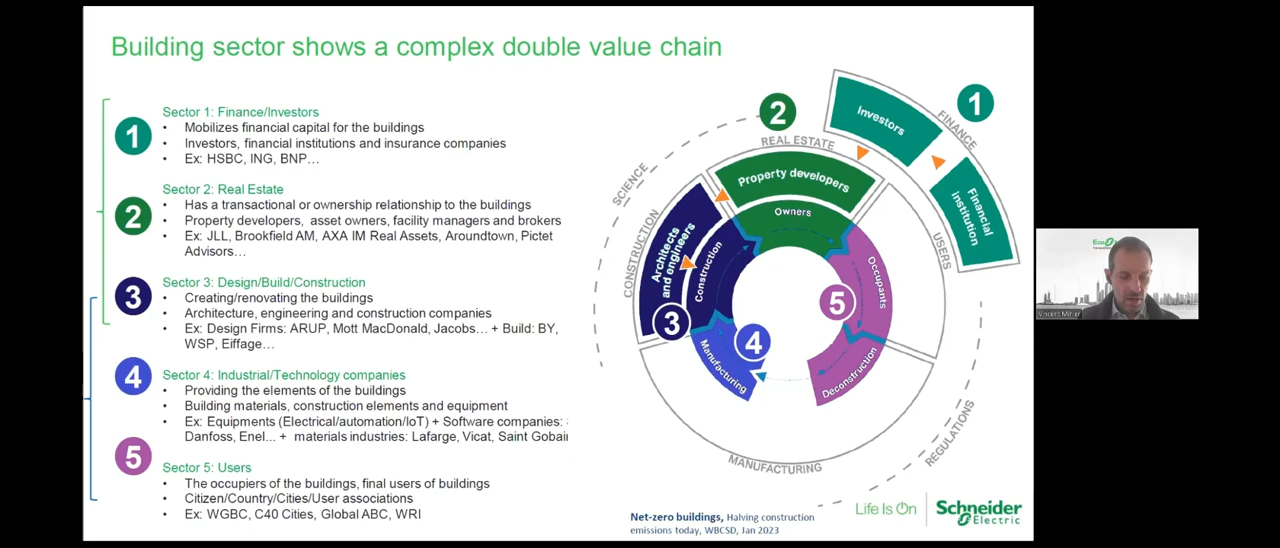 Building sector shows a complex double value chain
1
Sector 1: Finance/Investors
• Mobilizes financial capital for the buildings
• Investors, financial institutions and insurance companies
• Ex: HSBC, ING, BNP…
2
Sector 2: Real Estate
• Has a transactional or ownership relationship to the buildings
• Property developers, asset owners, facility managers and brokers
• Ex: JLL, Brookfield AM, AXA IM Real Assets, Aroundtown, Pictet
Advisors…
3
Sector 3: Design/Build/Construction
• Creating/renovating the buildings
• Architecture, engineering and construction companies
• Ex: Design Firms: ARUP, Mott MacDonald, Jacobs… + Build: BY,
WSP, Eiffage…
4
Sector 4: Industrial/Technology companies
• Providing the elements of the buildings
• Building materials, construction elements and equipment
• Ex: Equipments (Electrical/automation/IoT) + Software companies:
Danfoss, Enel... + materials industries: Lafarge, Vicat, Saint Gobain
5
Sector 5: Users
• The occupiers of the buildings, final users of buildings
• Citizen/Country/Cities/User associations
• Ex: WGBC, C40 Cities, Global ABC, WRI
1
FINANCE
Investors
Financial
institution
2
REAL ESTATE
Property developers
Owners
SCIENCE
CONSTRUCTION
Architects
and engineers
Construction
3
USERS
Occupants
5
4
Manufacturing
Deconstruction
MANUFACTURING
REGULATIONS
Net-zero buildings, Halving construction
emissions today, WBCSD, Jan 2023
Life Is On
Schneider
Electric
Vincent Minier